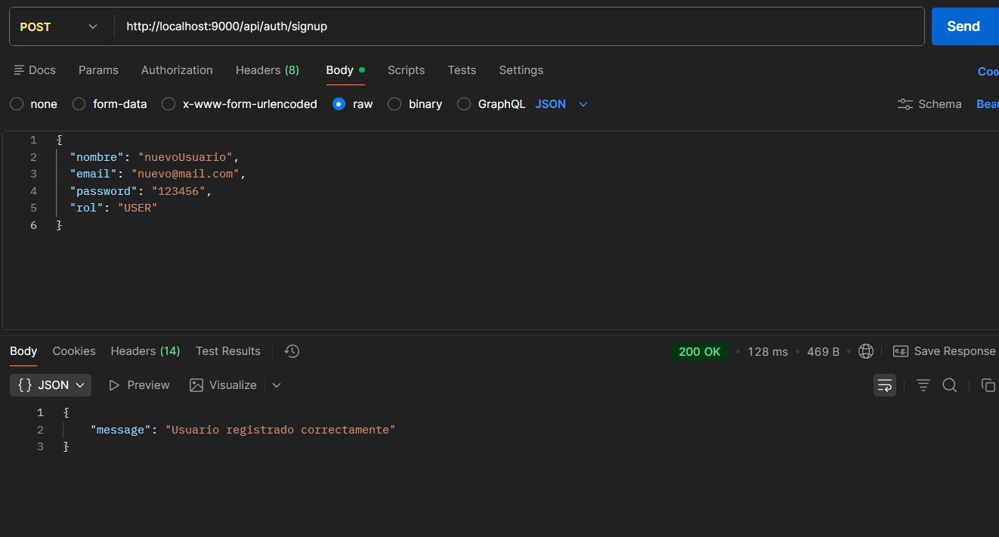 POST http://localhost:9000/api/auth/signup Send
Docs Params Authorization Headers (8) Body Scripts Tests Settings Coo
none form-data x-www-form-urlencoded raw binary GraphQL JSON Schema Beau
1 {
2 "nombre": "nuevoUsuario",
3 "email": "nuevo@mail.com",
4 "password": "123456",
5 "rol": "USER"
6 }
Body Cookies Headers (14) Test Results 200 OK • 128 ms • 469 B • e.g. Save Response
{} JSON Preview Visualize
1 {
2 "message": "Usuario registrado correctamente"
3 }